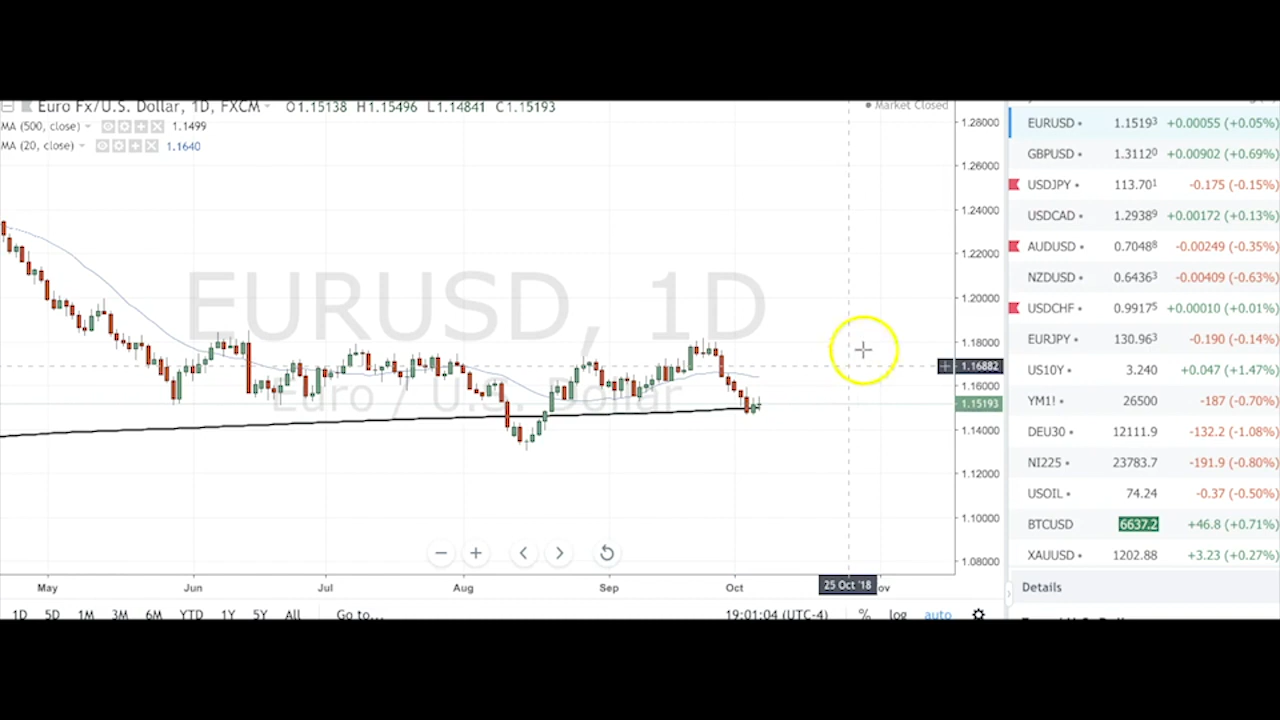 Euro Fx/U.S. Dollar, 1D, FXCM O1.15138 H1.15496 L1.14841 C1.15193
Market Closed
MA (500, close) 1.1499
MA (20, close) 1.1640
EURUSD, 1D
Euro / U.S. Dollar
1.28000
1.26000
1.24000
1.22000
1.20000
1.18000
1.16882
1.16000
1.15193
1.14000
1.12000
1.10000
1.08000
May Jun Jul Aug Sep Oct 25 Oct '18 ov
1D 5D 1M 3M 6M YTD 1Y 5Y All Go to... 19:01:04 (UTC-4) % log auto
EURUSD 1.15193 +0.00055 (+0.05%)
GBPUSD 1.31120 +0.00902 (+0.69%)
USDJPY 113.701 -0.175 (-0.15%)
USDCAD 1.29389 +0.00172 (+0.13%)
AUDUSD 0.70488 -0.00249 (-0.35%)
NZDUSD 0.64363 -0.00409 (-0.63%)
USDCHF 0.99175 +0.00010 (+0.01%)
EURJPY 130.963 -0.190 (-0.14%)
US10Y 3.240 +0.047 (+1.47%)
YM1! 26500 -187 (-0.70%)
DEU30 12111.9 -132.2 (-1.08%)
NI225 23783.7 -191.9 (-0.80%)
USOIL 74.24 -0.37 (-0.50%)
BTCUSD 6637.2 +46.8 (+0.71%)
XAUUSD 1202.88 +3.23 (+0.27%)
Details